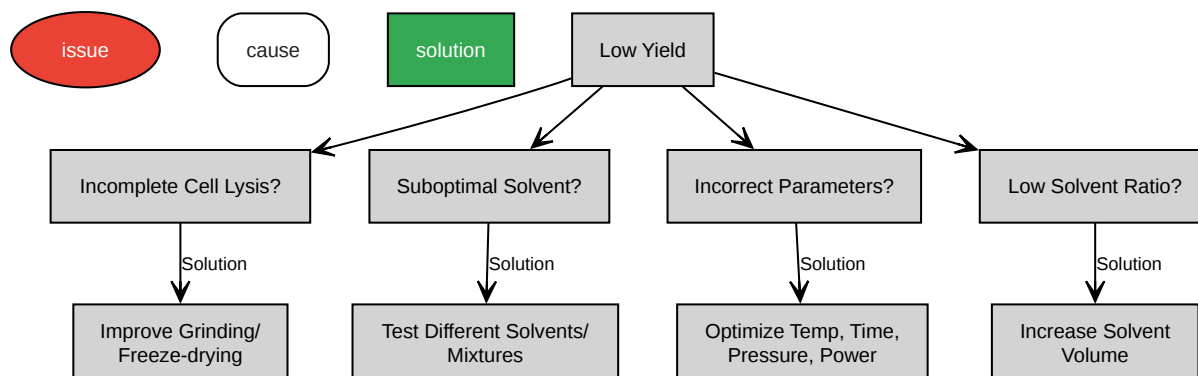 issue
cause
solution
Low Yield
Incomplete Cell Lysis?
Suboptimal Solvent?
Incorrect Parameters?
Low Solvent Ratio?
Solution
Solution
Solution
Solution
Improve Grinding/
Freeze-drying
Test Different Solvents/
Mixtures
Optimize Temp, Time,
Pressure, Power
Increase Solvent
Volume